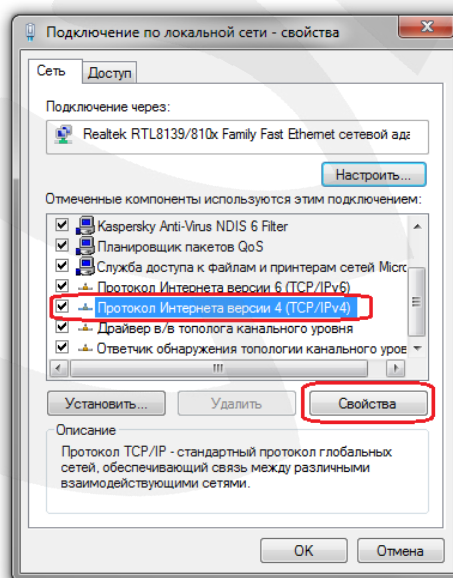 Подключение по локальной сети - свойства
Сеть Доступ
Подключение через:
Realtek RTL8139/810x Family Fast Ethernet сетевой ада
Настроить...
Отмеченные компоненты используются этим подключением:
Kaspersky Anti-Virus NDIS 6 Filter
Планировщик пакетов QoS
Служба доступа к файлам и принтерам сетей Micro
Протокол Интернета версии 6 (TCP/IPv6)
Протокол Интернета версии 4 (TCP/IPv4)
Драйвер в/в тополога канального уровня
Ответчик обнаружения топологии канального уров
Установить... Удалить Свойства
Описание
Протокол TCP/IP - стандартный протокол глобальных
сетей, обеспечивающий связь между различными
взаимодействующими сетями.
OK Отмена